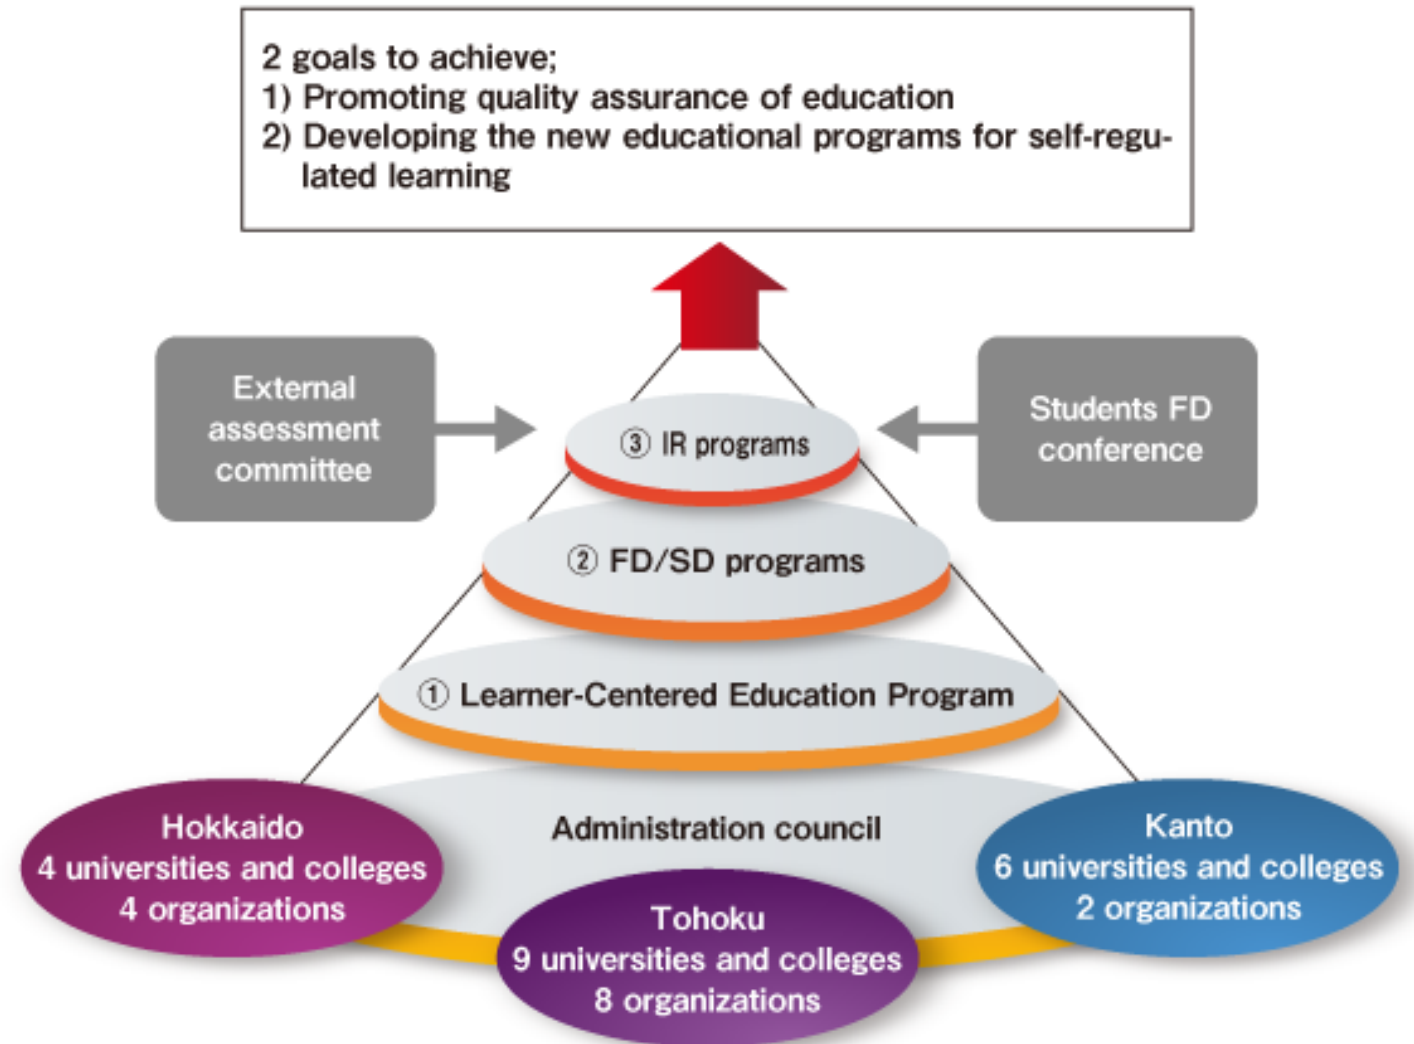 2 goals to achieve;
1) Promoting quality assurance of education
2) Developing the new educational programs for self-regu-
lated learning
External
assessment
committee
Students FD
conference
③ IR programs
② FD/SD programs
① Learner-Centered Education Program
Administration council
Hokkaido
4 universities and colleges
4 organizations
Tohoku
9 universities and colleges
8 organizations
Kanto
6 universities and colleges
2 organizations